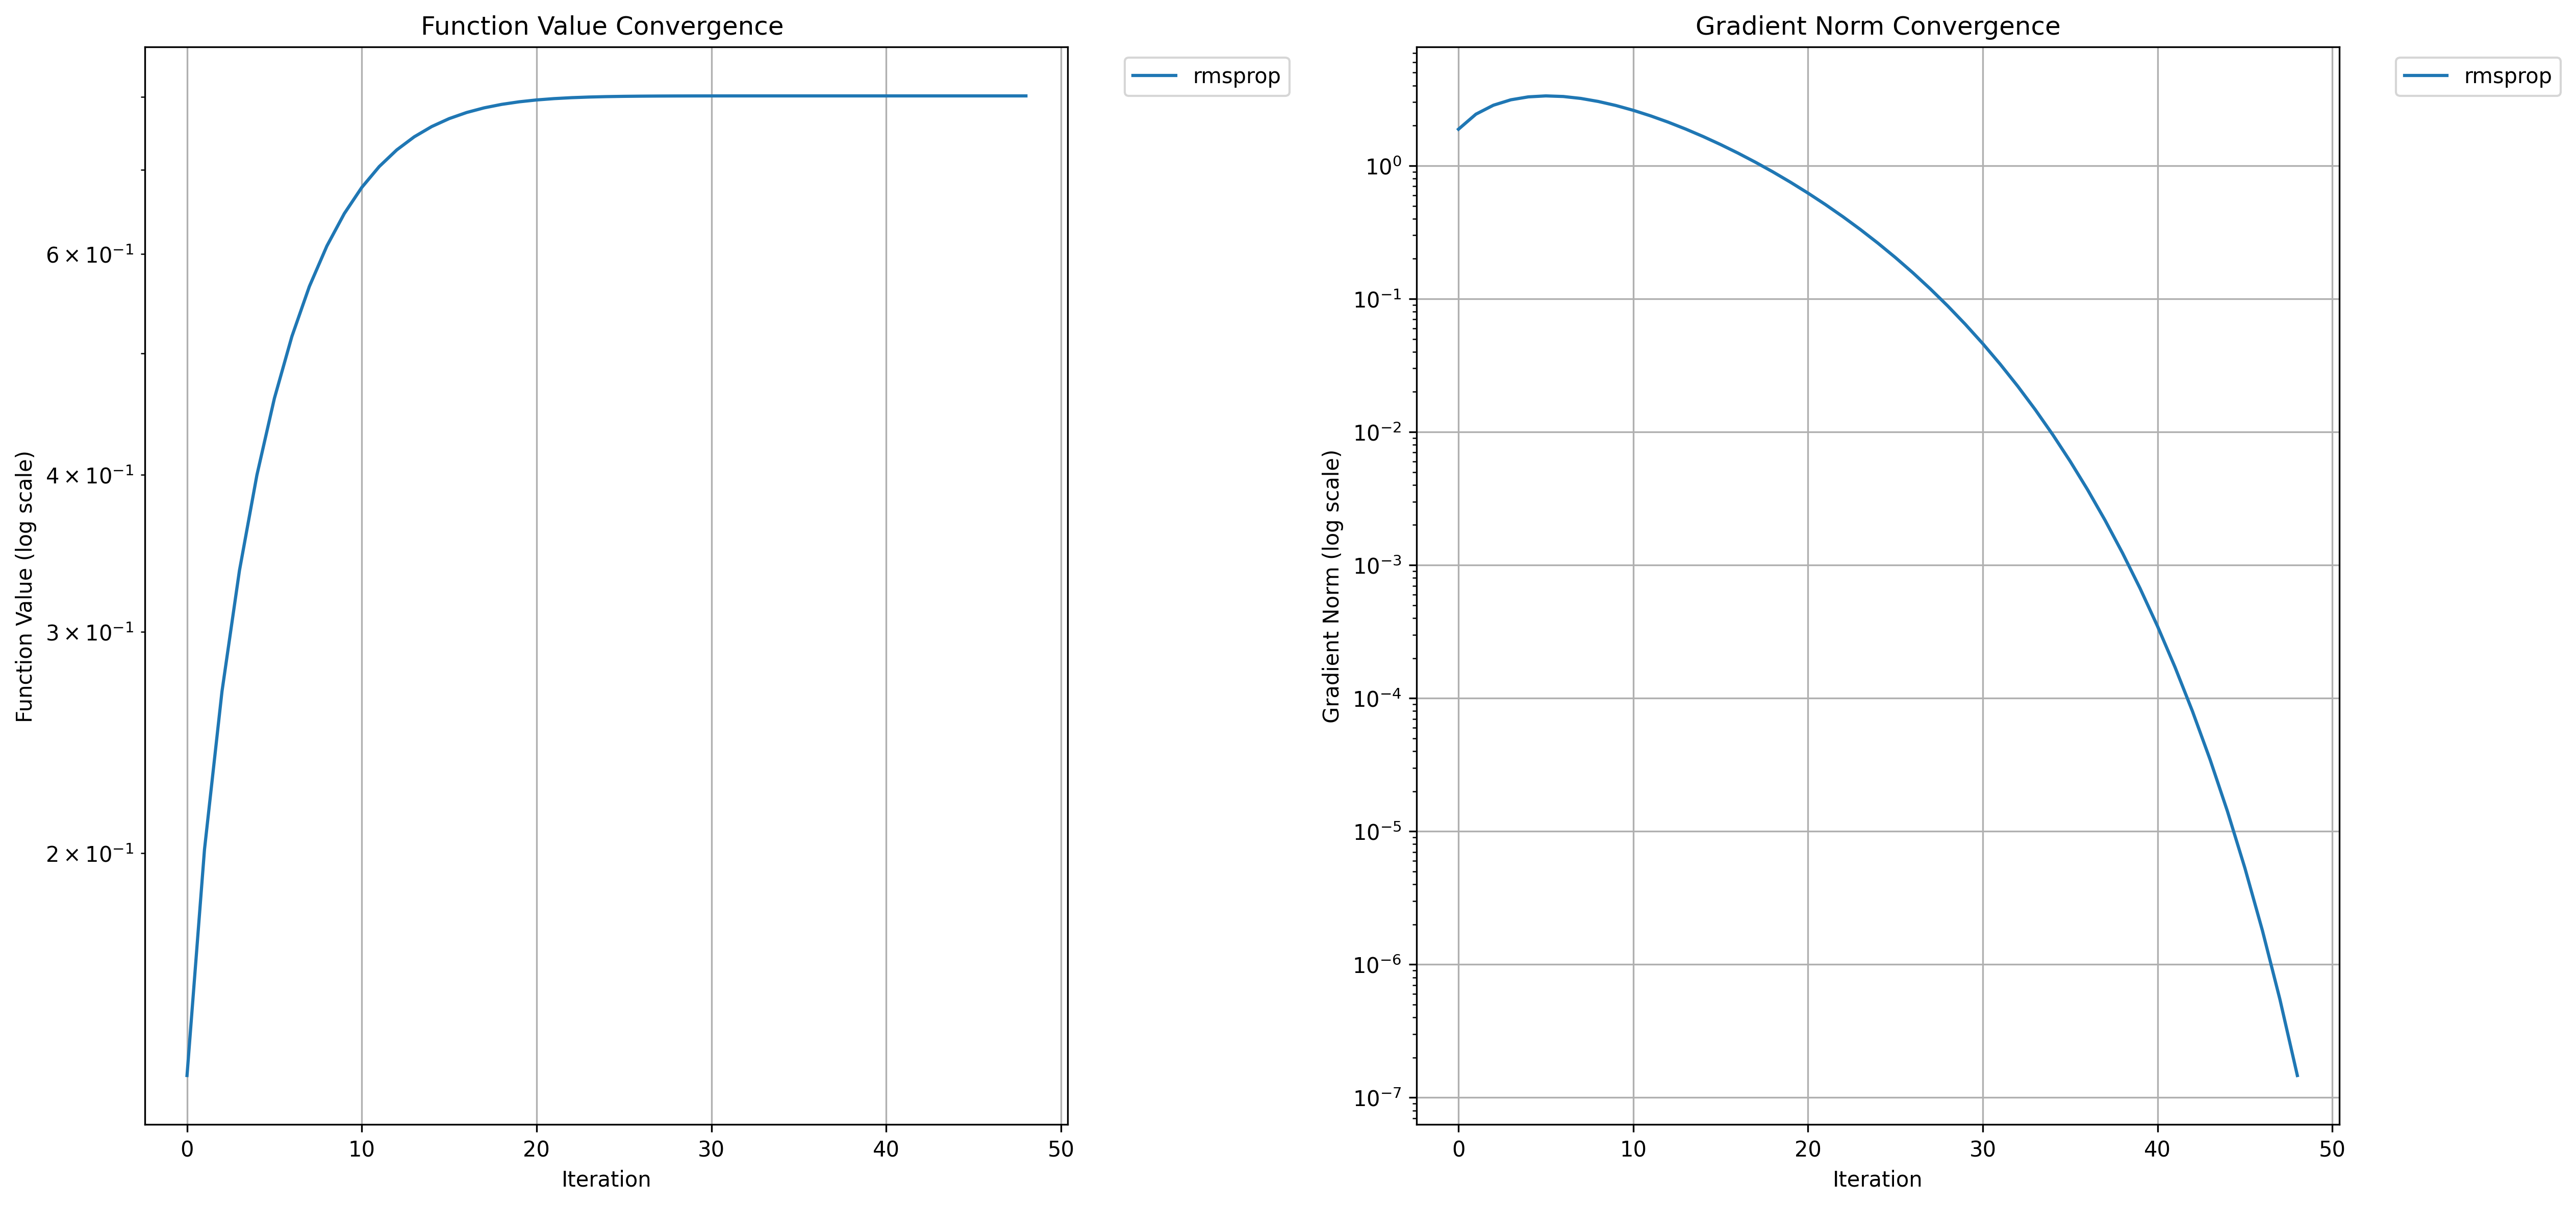 Function Value Convergence
Function Value (log scale)
6 × 10⁻¹
4 × 10⁻¹
3 × 10⁻¹
2 × 10⁻¹
0 10 20 30 40 50
Iteration
rmsprop
Gradient Norm Convergence
Gradient Norm (log scale)
10⁰
10⁻¹
10⁻²
10⁻³
10⁻⁴
10⁻⁵
10⁻⁶
10⁻⁷
0 10 20 30 40 50
Iteration
rmsprop